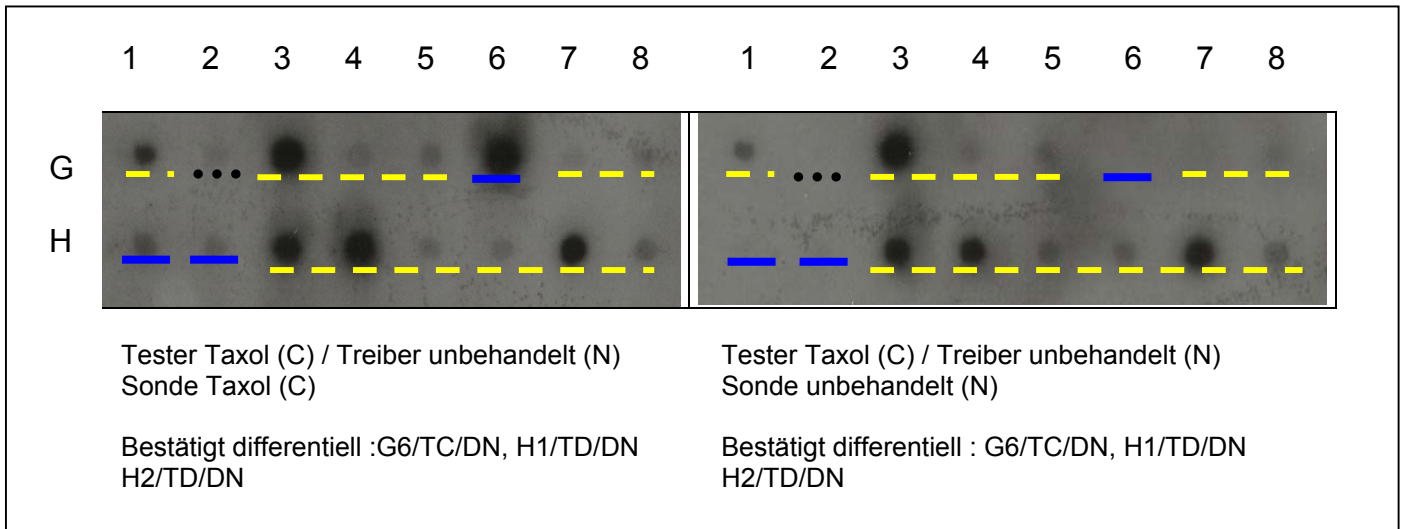 1 2 3 4 5 6 7 8 1 2 3 4 5 6 7 8
G
H
Tester Taxol (C) / Treiber unbehandelt (N)
Sonde Taxol (C)
Bestätigt differentiell :G6/TC/DN, H1/TD/DN
H2/TD/DN
Tester Taxol (C) / Treiber unbehandelt (N)
Sonde unbehandelt (N)
Bestätigt differentiell : G6/TC/DN, H1/TD/DN
H2/TD/DN